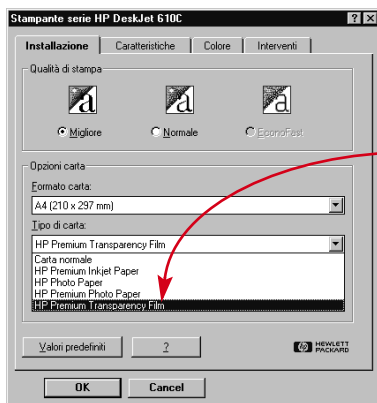 Stampante serie HP DeskJet 610C
Installazione Caratteristiche Colore Interventi
Qualità di stampa
a a a
Migliore Normale EconoFast
Opzioni carta
Formato carta:
A4 (210 x 297 mm)
Tipo di carta:
HP Premium Transparency Film
Carta normale
HP Premium Inkjet Paper
HP Photo Paper
HP Premium Photo Paper
HP Premium Transparency Film
Valori predefiniti ? hp HEWLETT
PACKARD
OK Cancel